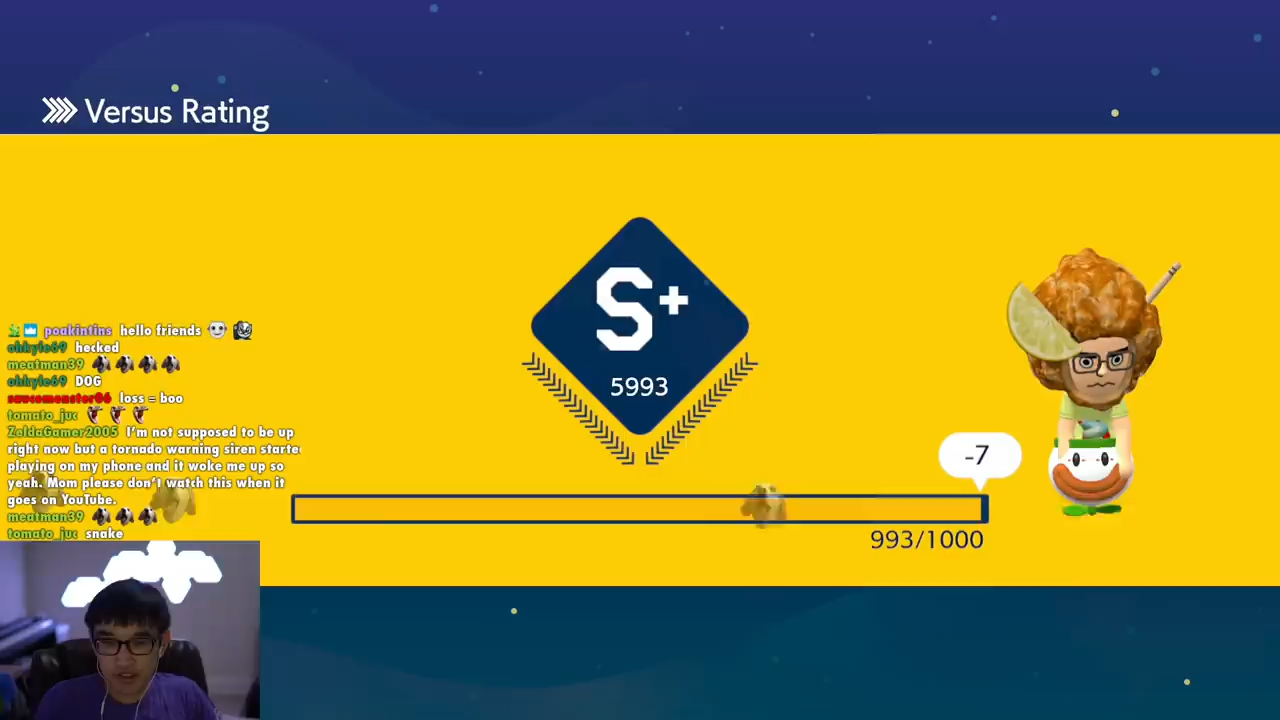 Versus Rating
S+
5993
poakintins hello friends
ohkyle69 hecked
meatman39
ohkyle69 DOG
saucemonster06 loss = boo
tomato_juc
ZeldaGamer2005 I'm not supposed to be up
right now but a tornado warning siren starte
playing on my phone and it woke me up so
yeah. Mom please don't watch this when it
goes on YouTube.
meatman39
tomato_juc snake
-7
993/1000